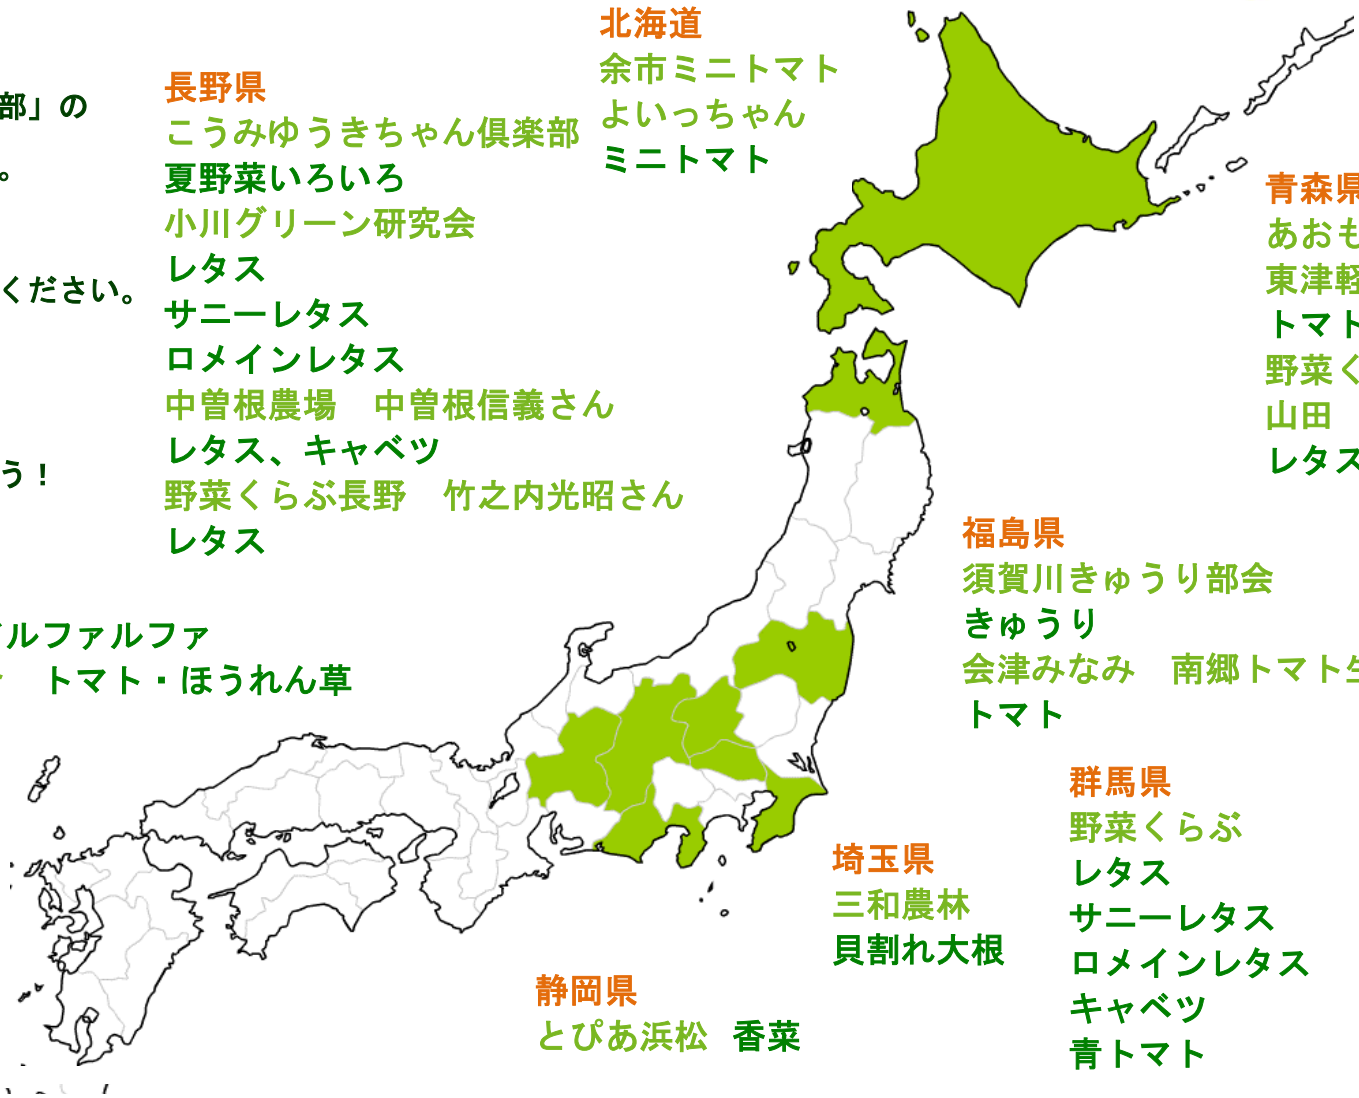 北海道
余市ミニトマト
よいっちゃん
ミニトマト
長野県
こうみゆうきちゃん倶楽部
夏野菜いろいろ
小川グリーン研究会
レタス
サニーレタス
ロメインレタス
中曽根農場　中曽根信義さん
レタス、キャベツ
野菜くらぶ長野　竹之内光昭さん
レタス
部」の
。
ください。
う！
ルファルファ
トマト・ほうれん草
青森県
あおも
東津軽
トマト
野菜く
山田
レタス
福島県
須賀川きゅうり部会
きゅうり
会津みなみ　南郷トマト生
トマト
群馬県
野菜くらぶ
レタス
サニーレタス
ロメインレタス
キャベツ
青トマト
埼玉県
三和農林
貝割れ大根
静岡県
とぴあ浜松　香菜